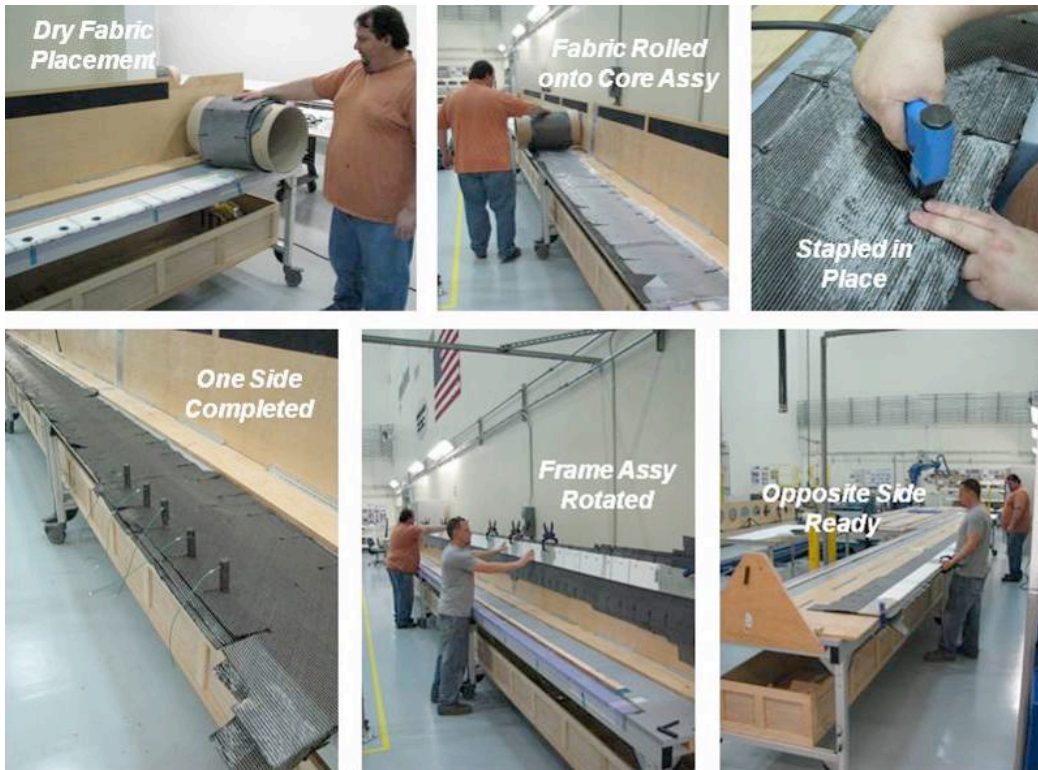 Dry Fabric
Placement
Fabric Rolled
onto Core Assy
Stapled in
Place
One Side
Completed
Frame Assy
Rotated
Opposite Side
Ready